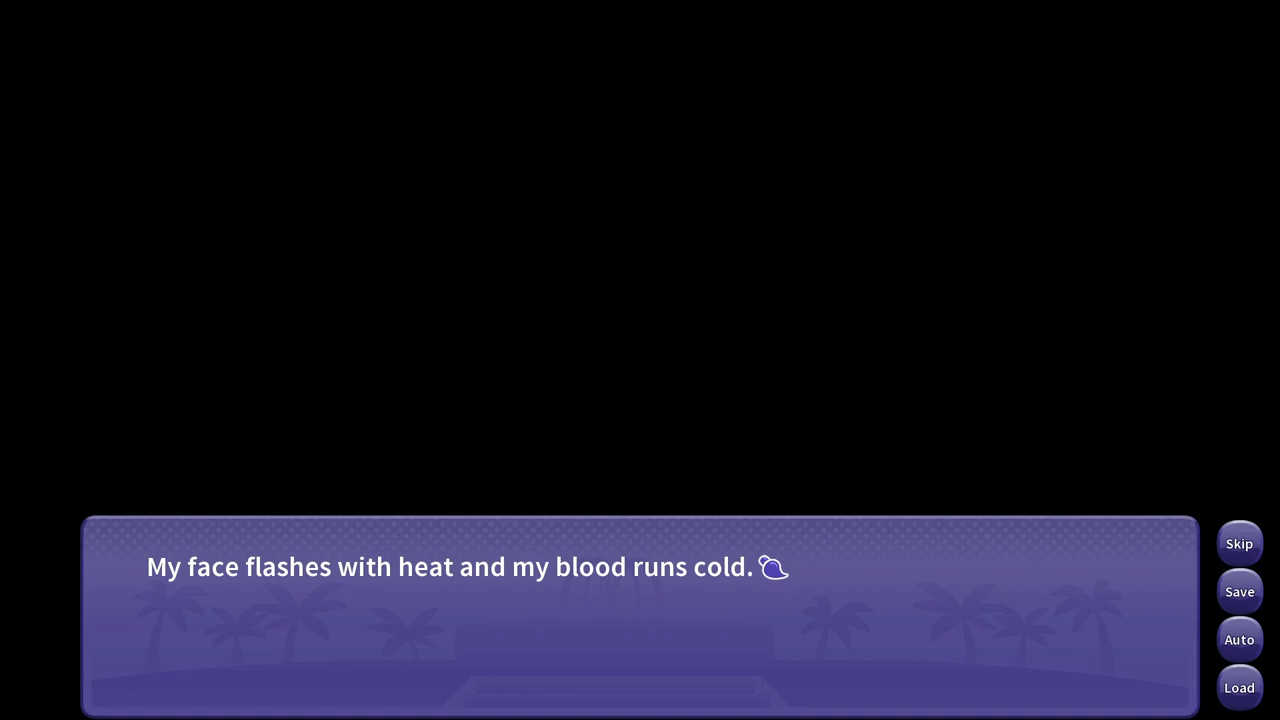 My face flashes with heat and my blood runs cold.
Skip
Save
Auto
Load